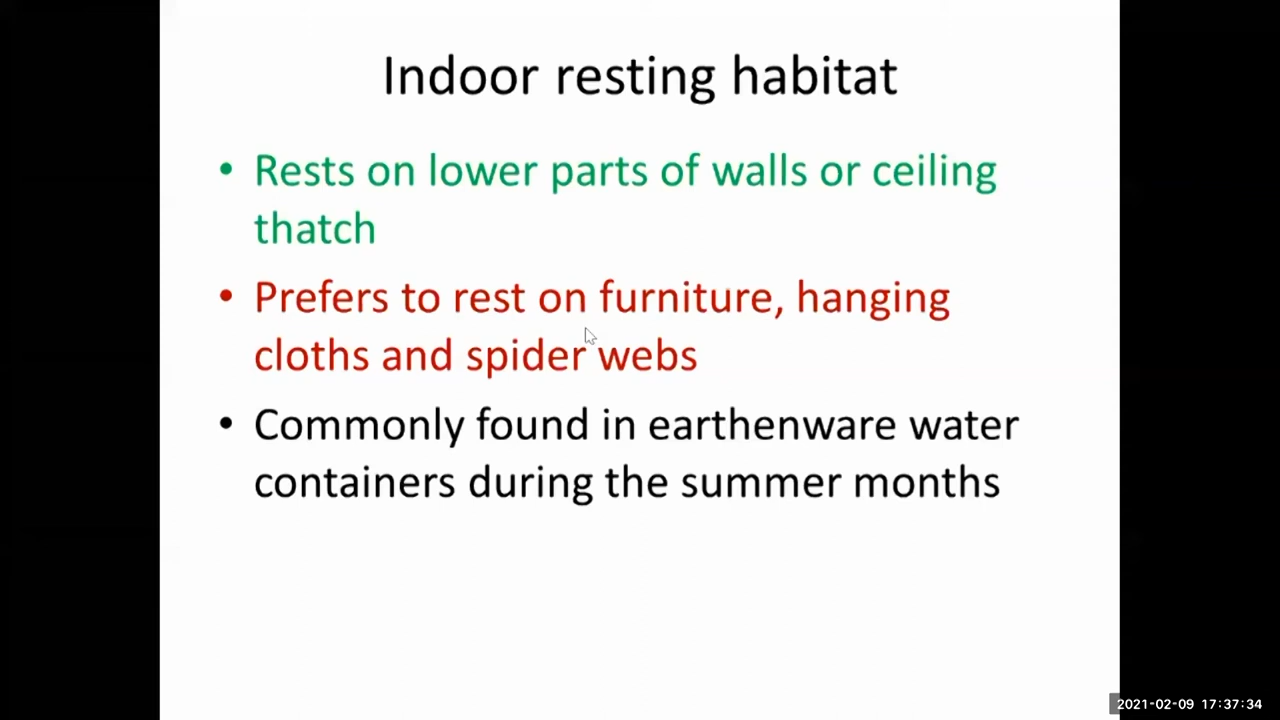 Indoor resting habitat
• Rests on lower parts of walls or ceiling
thatch
• Prefers to rest on furniture, hanging
cloths and spider webs
• Commonly found in earthenware water
containers during the summer months
2021-02-09 17:37:34